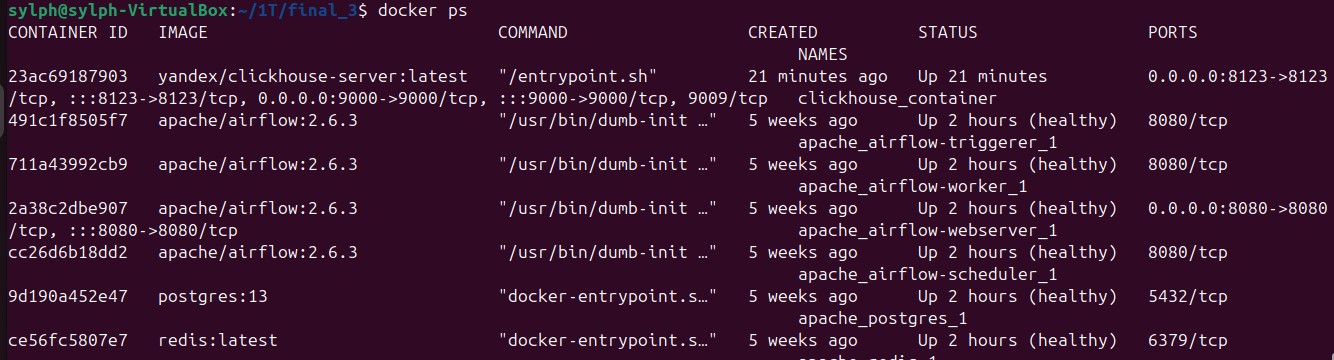 sylph@sylph-VirtualBox:~/1T/final_3$ docker ps
CONTAINER ID   IMAGE                             COMMAND                  CREATED          STATUS                 PORTS
                                                                               NAMES
23ac69187903   yandex/clickhouse-server:latest   "/entrypoint.sh"         21 minutes ago   Up 21 minutes          0.0.0.0:8123->8123
/tcp, :::8123->8123/tcp, 0.0.0.0:9000->9000/tcp, :::9000->9000/tcp, 9009/tcp   clickhouse_container
491c1f8505f7   apache/airflow:2.6.3              "/usr/bin/dumb-init …"   5 weeks ago      Up 2 hours (healthy)   8080/tcp
                                                                               apache_airflow-triggerer_1
711a43992cb9   apache/airflow:2.6.3              "/usr/bin/dumb-init …"   5 weeks ago      Up 2 hours (healthy)   8080/tcp
                                                                               apache_airflow-worker_1
2a38c2dbe907   apache/airflow:2.6.3              "/usr/bin/dumb-init …"   5 weeks ago      Up 2 hours (healthy)   0.0.0.0:8080->8080
/tcp, :::8080->8080/tcp                                                        apache_airflow-webserver_1
cc26d6b18dd2   apache/airflow:2.6.3              "/usr/bin/dumb-init …"   5 weeks ago      Up 2 hours (healthy)   8080/tcp
                                                                               apache_airflow-scheduler_1
9d190a452e47   postgres:13                       "docker-entrypoint.s…"   5 weeks ago      Up 2 hours (healthy)   5432/tcp
                                                                               apache_postgres_1
ce56fc5807e7   redis:latest                      "docker-entrypoint.s…"   5 weeks ago      Up 2 hours (healthy)   6379/tcp